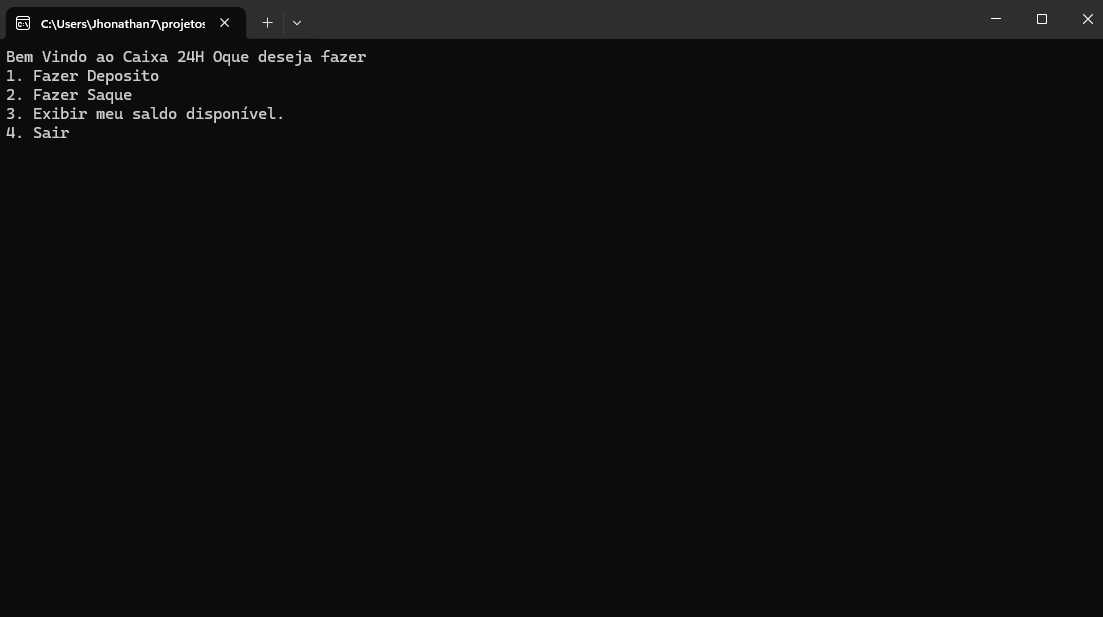 C:\Users\Jhonathan7\projetos
Bem Vindo ao Caixa 24H Oque deseja fazer
1. Fazer Deposito
2. Fazer Saque
3. Exibir meu saldo disponível.
4. Sair